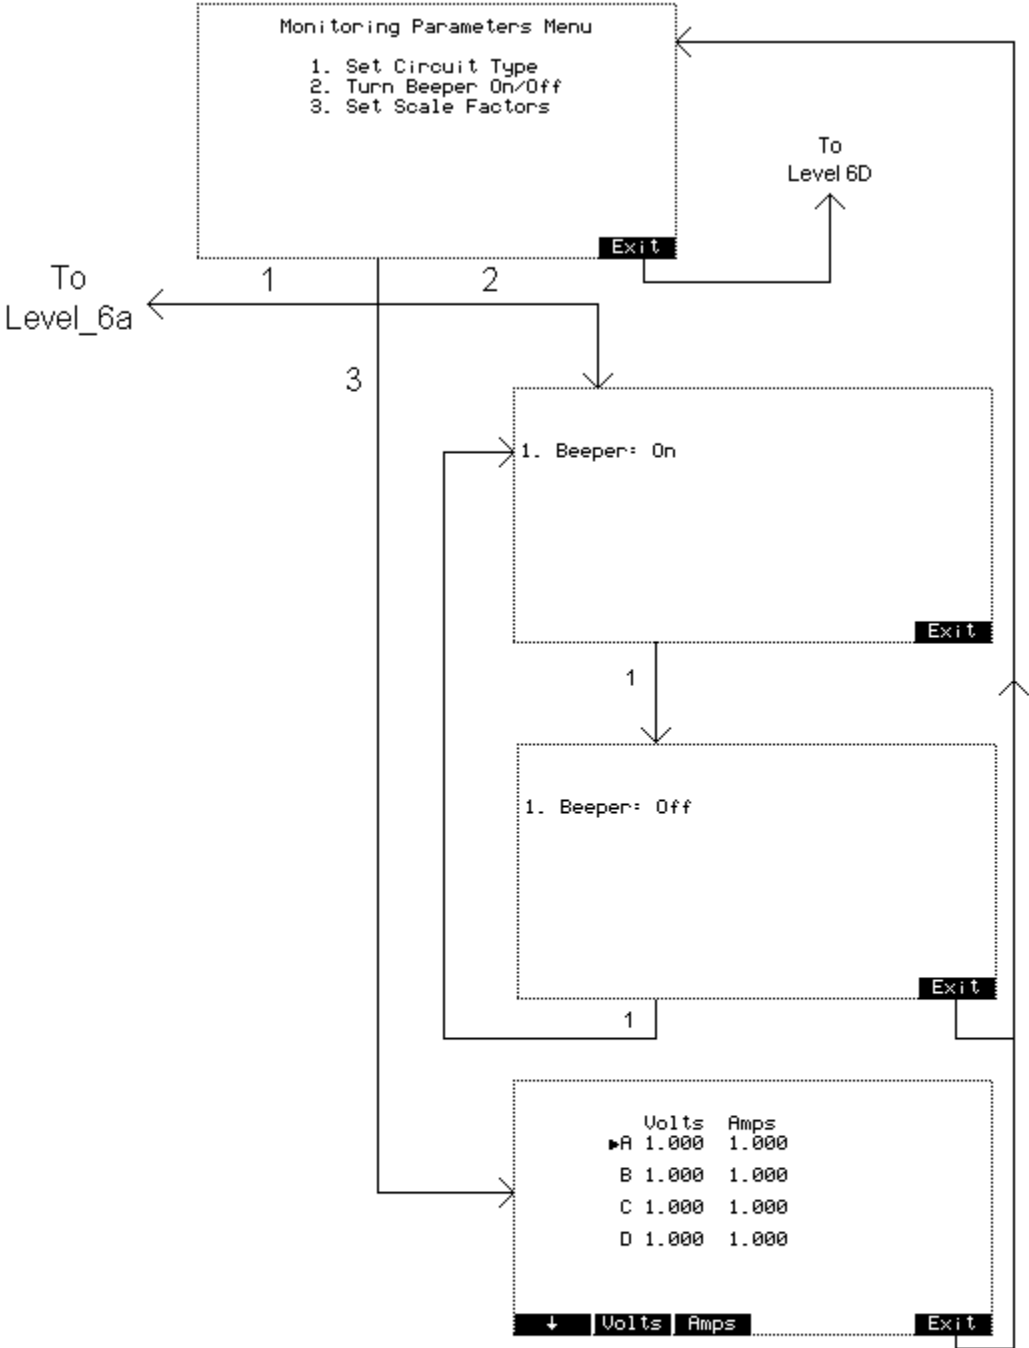 Monitoring Parameters Menu
1. Set Circuit Type
2. Turn Beeper On/Off
3. Set Scale Factors
Exit
To
Level 6D
To
Level_6a
1
2
3
1. Beeper: On
Exit
1
1. Beeper: Off
Exit
1
Volts Amps
▶A 1.000 1.000
B 1.000 1.000
C 1.000 1.000
D 1.000 1.000
↓ Volts Amps Exit